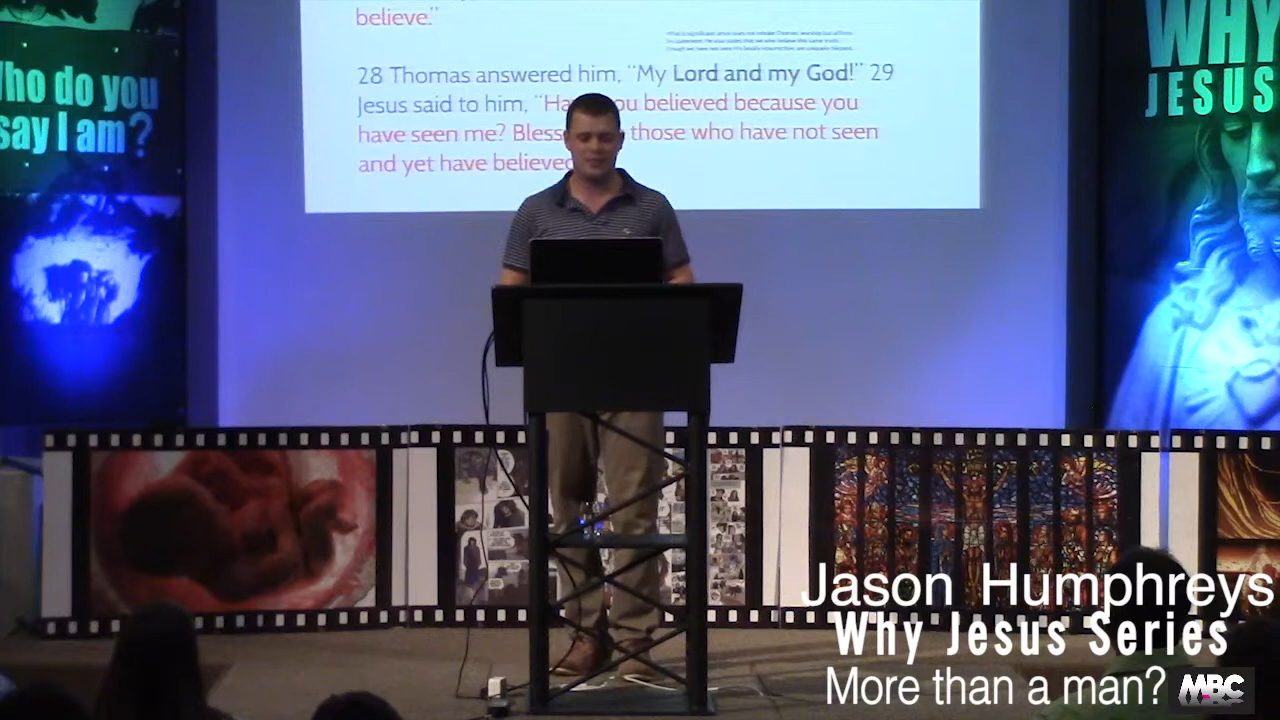 believe."
28 Thomas answered him, "My Lord and my God!" 29
Jesus said to him, "Ha ou believed because you
have seen me? Bless those who have not seen
and yet have believed
Who do you
say I am?
WHY
JESUS
Jason Humphreys
Why Jesus Series
More than a man?
MBC